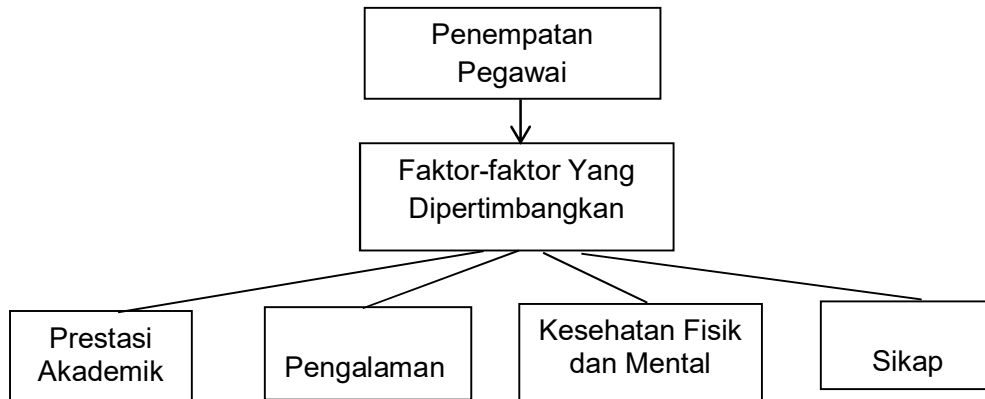 Penempatan
Pegawai
Faktor-faktor Yang
Dipertimbangkan
Prestasi
Akademik
Pengalaman
Kesehatan Fisik
dan Mental
Sikap